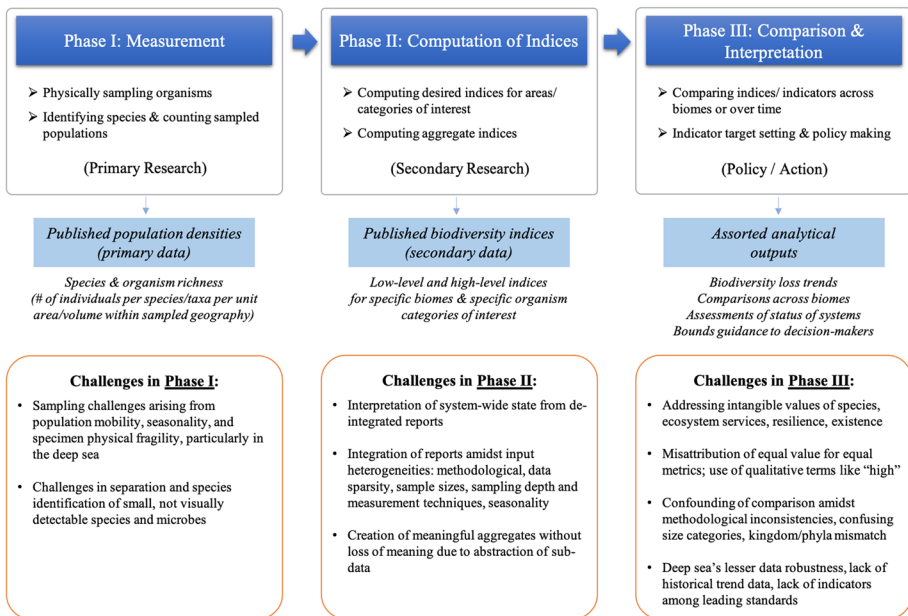 Phase I: Measurement
➢ Physically sampling organisms
➢ Identifying species & counting sampled
populations
(Primary Research)
Published population densities
(primary data)
Species & organism richness
(# of individuals per species/taxa per unit
area/volume within sampled geography)
Challenges in Phase I:
• Sampling challenges arising from
population mobility, seasonality, and
specimen physical fragility, particularly in
the deep sea
• Challenges in separation and species
identification of small, not visually
detectable species and microbes
Phase II: Computation of Indices
➢ Computing desired indices for areas/
categories of interest
➢ Computing aggregate indices
(Secondary Research)
Published biodiversity indices
(secondary data)
Low-level and high-level indices
for specific biomes & specific organism
categories of interest
Challenges in Phase II:
• Interpretation of system-wide state from de-
integrated reports
• Integration of reports amidst input
heterogeneities: methodological, data
sparsity, sample sizes, sampling depth and
measurement techniques, seasonality
• Creation of meaningful aggregates without
loss of meaning due to abstraction of sub-
data
Phase III: Comparison &
Interpretation
➢ Comparing indices/ indicators across
biomes or over time
➢ Indicator target setting & policy making
(Policy / Action)
Assorted analytical
outputs
Biodiversity loss trends
Comparisons across biomes
Assessments of status of systems
Bounds guidance to decision-makers
Challenges in Phase III:
• Addressing intangible values of species,
ecosystem services, resilience, existence
• Misattribution of equal value for equal
metrics; use of qualitative terms like “high”
• Confounding of comparison amidst
methodological inconsistencies, confusing
size categories, kingdom/phyla mismatch
• Deep sea’s lesser data robustness, lack of
historical trend data, lack of indicators
among leading standards